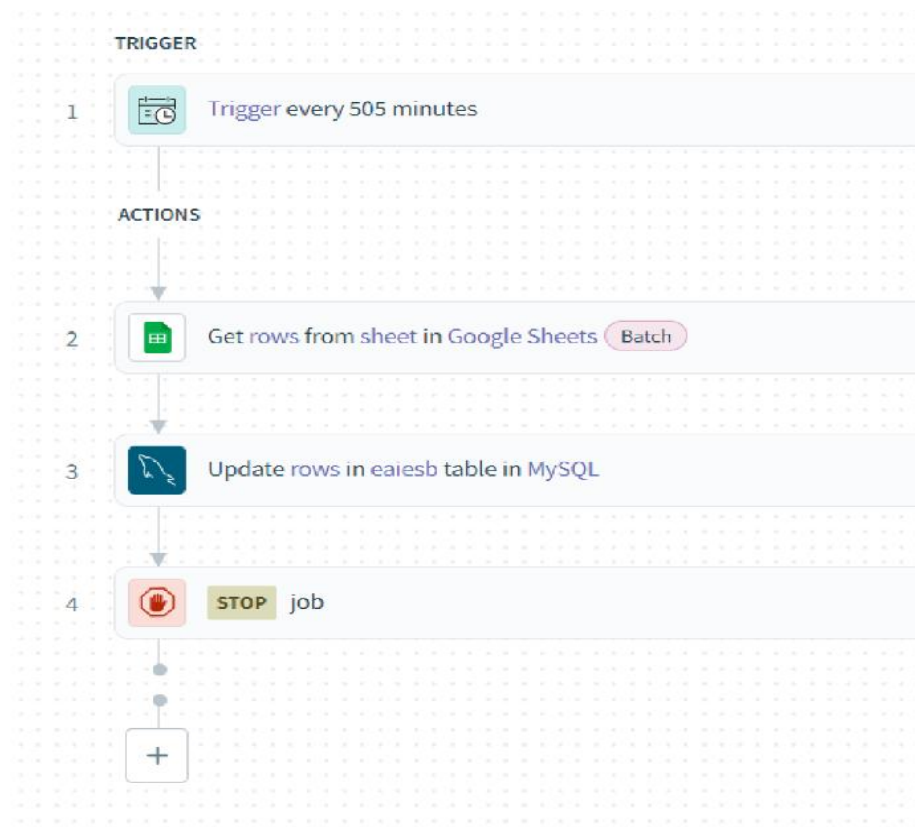 TRIGGER
1 Trigger every 505 minutes
ACTIONS
2 Get rows from sheet in Google Sheets Batch
3 Update rows in eaiesb table in MySQL
4 STOP job
+